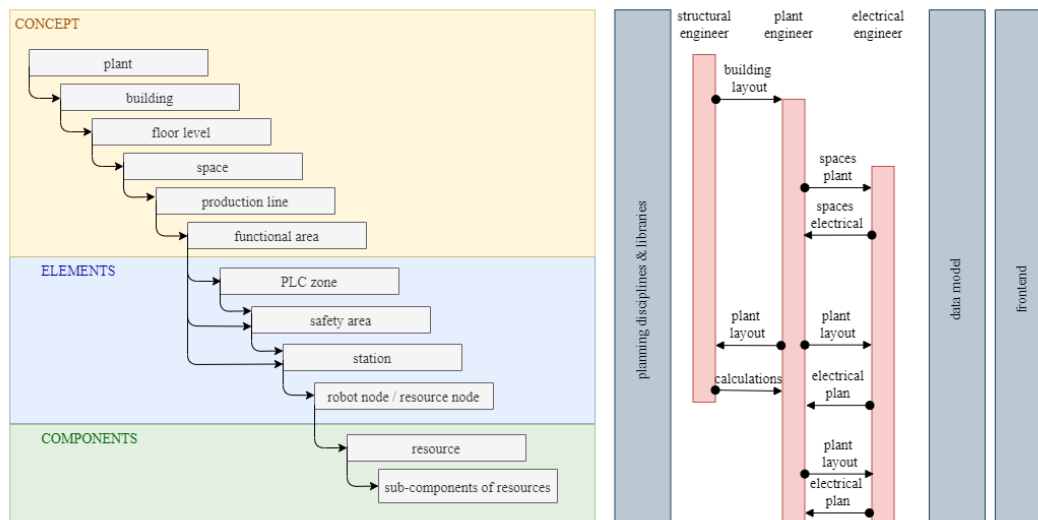 CONCEPT
plant
building
floor level
space
production line
functional area
ELEMENTS
PLC zone
safety area
station
robot node / resource node
COMPONENTS
resource
sub-components of resources
planning disciplines & libraries
structural
engineer
plant
engineer
electrical
engineer
building
layout
spaces
plant
spaces
electrical
plant
layout
plant
layout
calculations
electrical
plan
plant
layout
electrical
plan
data model
frontend